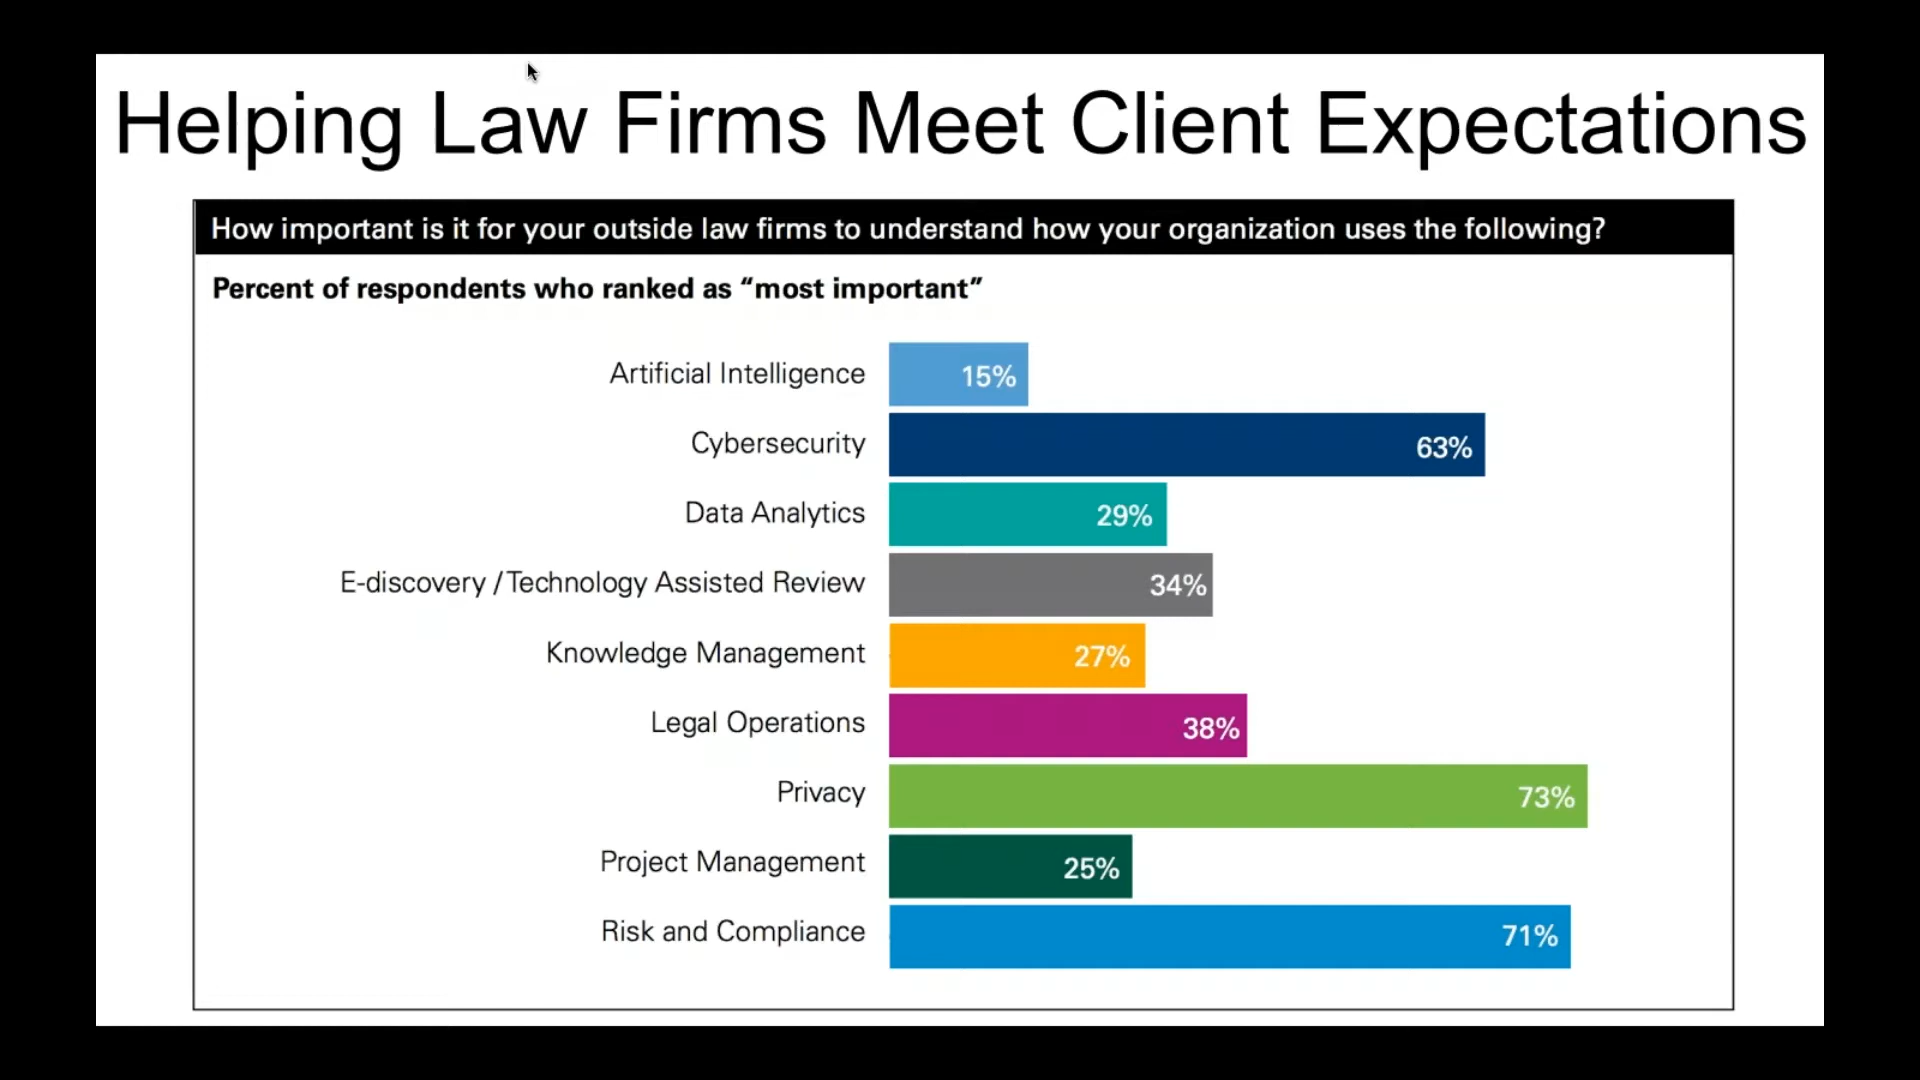 Helping Law Firms Meet Client Expectations
How important is it for your outside law firms to understand how your organization uses the following?
Percent of respondents who ranked as “most important”
Artificial Intelligence 15%
Cybersecurity 63%
Data Analytics 29%
E-discovery / Technology Assisted Review 34%
Knowledge Management 27%
Legal Operations 38%
Privacy 73%
Project Management 25%
Risk and Compliance 71%